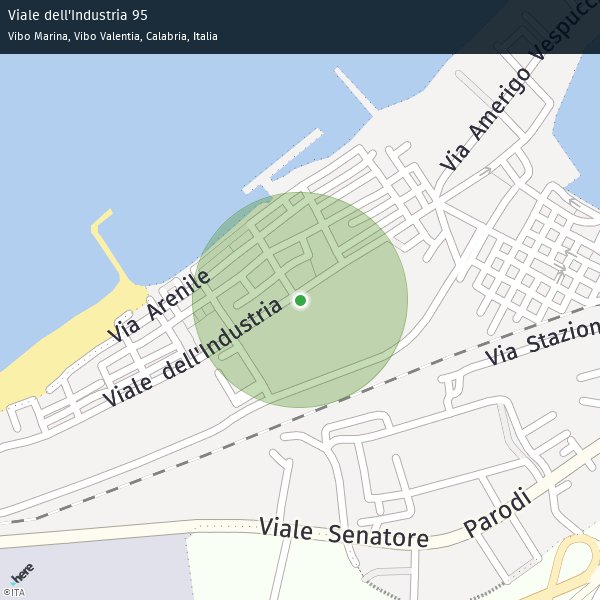 Viale dell'Industria 95
Vibo Marina, Vibo Valentia, Calabria, Italia
Via Amerigo Vespucci
Via Arenile
Viale dell'Industria
Via Stazion
Viale Senatore Parodi
here
©ITA